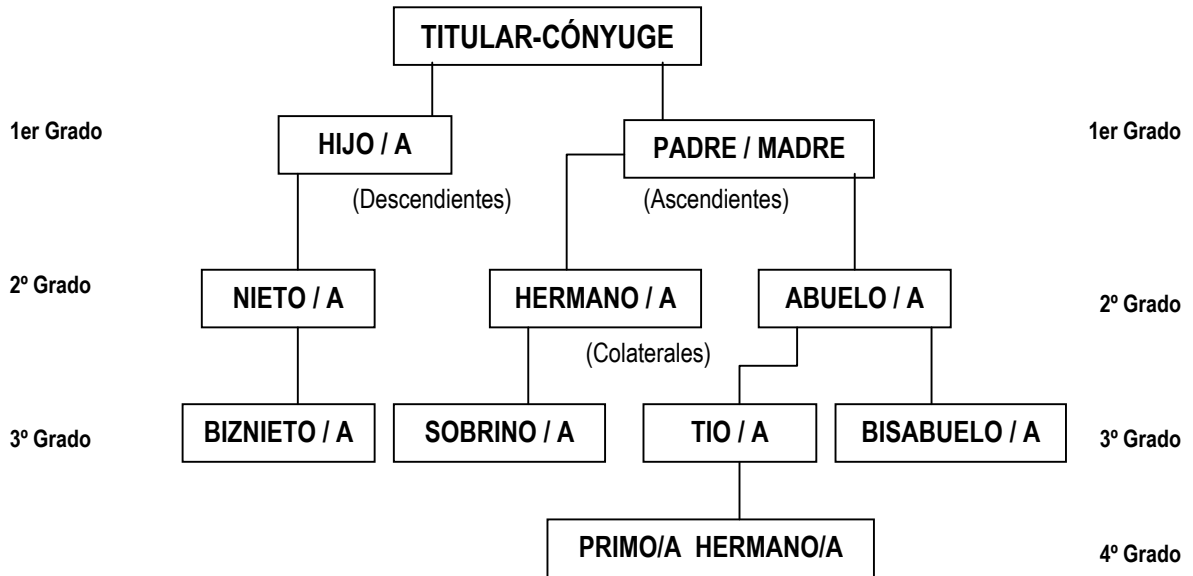 TITULAR-CÓNYUGE
1er Grado
HIJO / A
PADRE / MADRE
1er Grado
(Descendientes)
(Ascendientes)
2º Grado
NIETO / A
HERMANO / A
ABUELO / A
2º Grado
(Colaterales)
3º Grado
BIZNIETO / A
SOBRINO / A
TIO / A
BISABUELO / A
3º Grado
PRIMO/A HERMANO/A
4º Grado